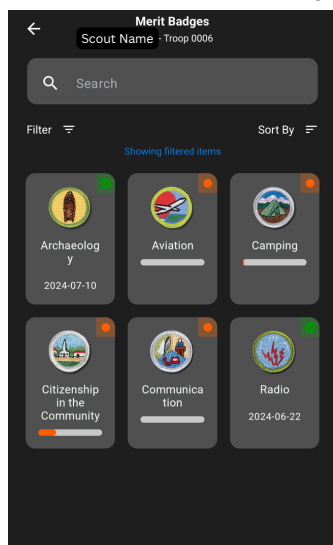 Merit Badges
Scout Name - Troop 0006
Search
Filter
Sort By
Showing filtered items
Archaeolog
y
2024-07-10
Aviation
Camping
Citizenship
in the
Community
Communica
tion
Radio
2024-06-22